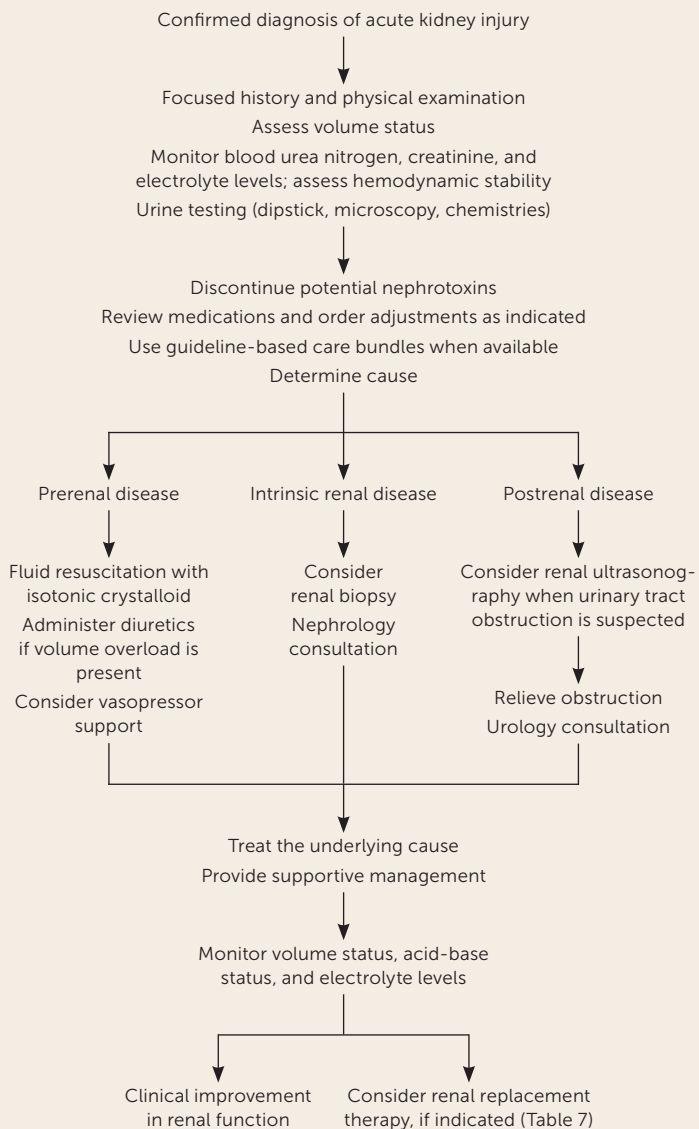 Confirmed diagnosis of acute kidney injury
Focused history and physical examination
Assess volume status
Monitor blood urea nitrogen, creatinine, and
electrolyte levels; assess hemodynamic stability
Urine testing (dipstick, microscopy, chemistries)
Discontinue potential nephrotoxins
Review medications and order adjustments as indicated
Use guideline-based care bundles when available
Determine cause
Prerenal disease
Fluid resuscitation with
isotonic crystalloid
Administer diuretics
if volume overload is
present
Consider vasopressor
support
Intrinsic renal disease
Consider
renal biopsy
Nephrology
consultation
Postrenal disease
Consider renal ultrasonog-
raphy when urinary tract
obstruction is suspected
Relieve obstruction
Urology consultation
Treat the underlying cause
Provide supportive management
Monitor volume status, acid-base
status, and electrolyte levels
Clinical improvement
in renal function
Consider renal replacement
therapy, if indicated (Table 7)